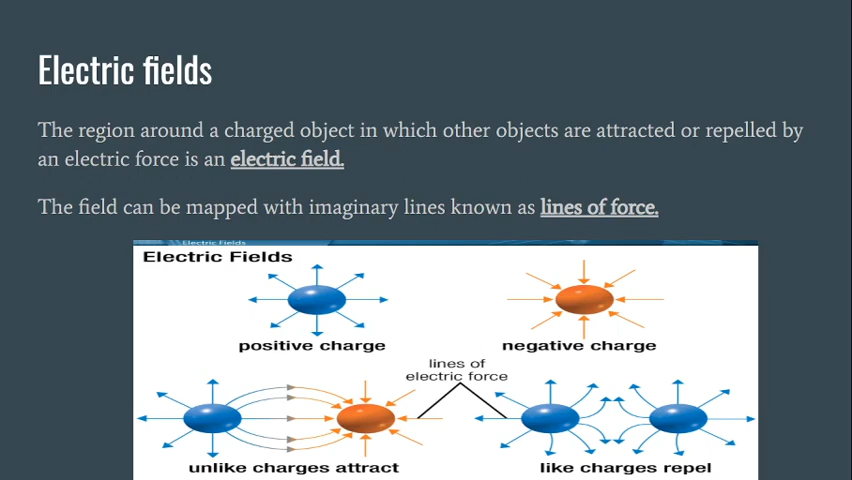 Electric fields
The region around a charged object in which other objects are attracted or repelled by
an electric force is an electric field.
The field can be mapped with imaginary lines known as lines of force.
Electric Fields
Electric Fields
positive charge
negative charge
lines of
electric force
unlike charges attract
like charges repel